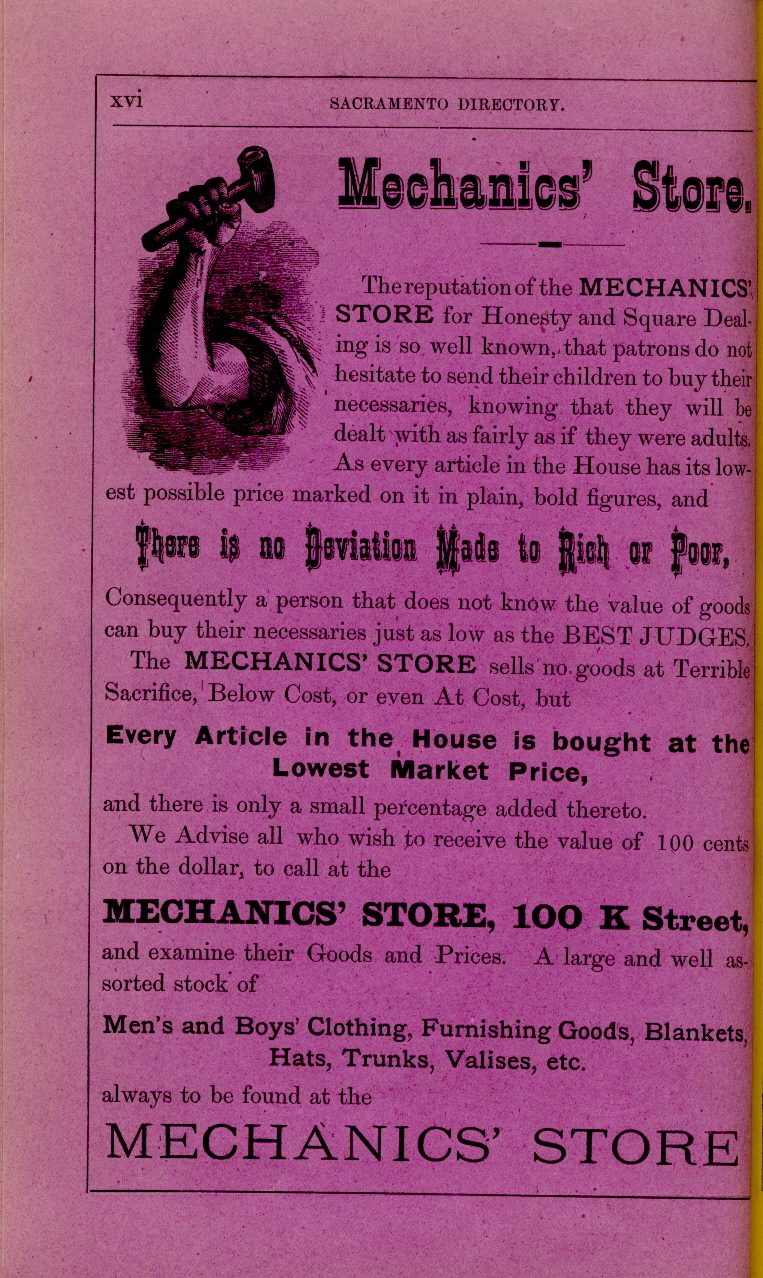 xvi SACRAMENTO DIRECTORY.
Mechanics' Store.
The reputation of the MECHANICS'
STORE for Honesty and Square Deal-
ing is so well known, that patrons do not
hesitate to send their children to buy their
necessaries, knowing that they will be
dealt with as fairly as if they were adults.
As every article in the House has its low-
est possible price marked on it in plain, bold figures, and
There is no Deviation Made to Rich or Poor,
Consequently a person that does not know the value of goods
can buy their necessaries just as low as the BEST JUDGES.
The MECHANICS' STORE sells no goods at Terrible
Sacrifice, Below Cost, or even At Cost, but
Every Article in the House is bought at the
Lowest Market Price,
and there is only a small percentage added thereto.
We Advise all who wish to receive the value of 100 cents
on the dollar, to call at the
MECHANICS' STORE, 100 K Street,
and examine their Goods and Prices. A large and well as-
sorted stock of
Men's and Boys' Clothing, Furnishing Goods, Blankets,
Hats, Trunks, Valises, etc.
always to be found at the
MECHANICS' STORE